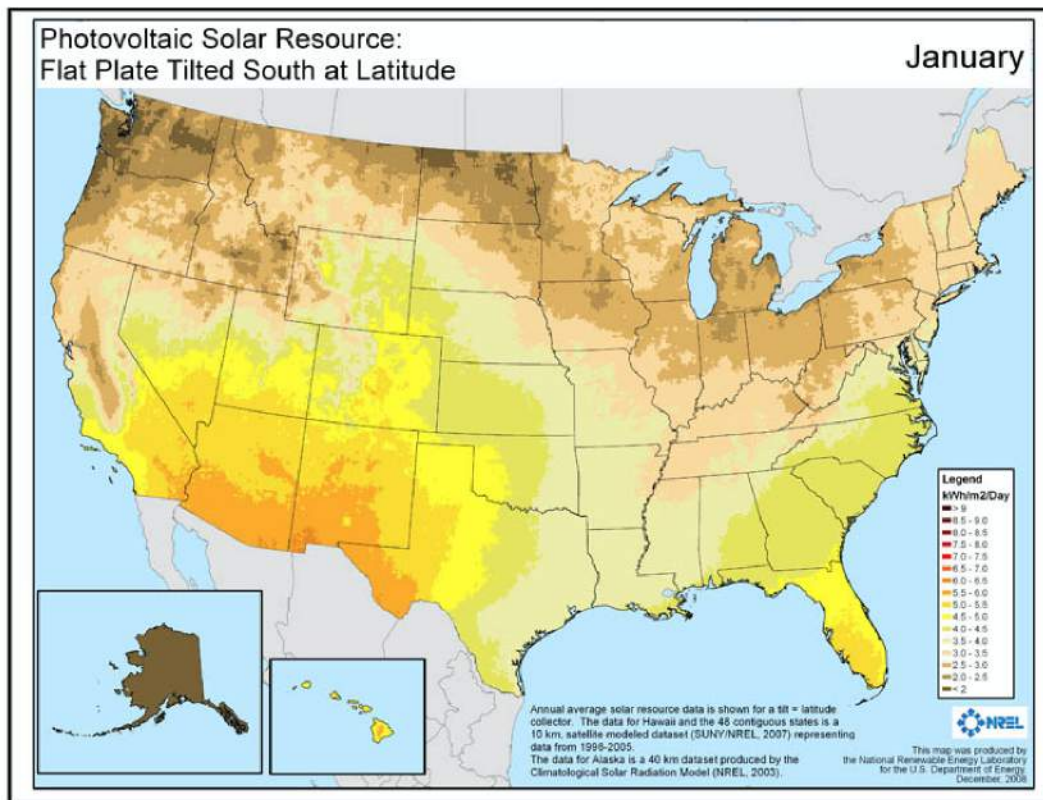 Photovoltaic Solar Resource:
Flat Plate Tilted South at Latitude
January
Legend
kWh/m2/Day
> 9
8.5 - 9.0
8.0 - 8.5
7.5 - 8.0
7.0 - 7.5
6.5 - 7.0
6.0 - 6.5
5.5 - 6.0
5.0 - 5.5
4.5 - 5.0
4.0 - 4.5
3.5 - 4.0
3.0 - 3.5
2.5 - 3.0
2.0 - 2.5
< 2
Annual average solar resource data is shown for a tilt = latitude
collector. The data for Hawaii and the 48 contiguous states is a
10 km, satellite modeled dataset (SUNY/NREL, 2007) representing
data from 1998-2005.
The data for Alaska is a 40 km dataset produced by the
Climatological Solar Radiation Model (NREL, 2003).
NREL
This map was produced by
the National Renewable Energy Laboratory
for the U.S. Department of Energy.
December, 2008